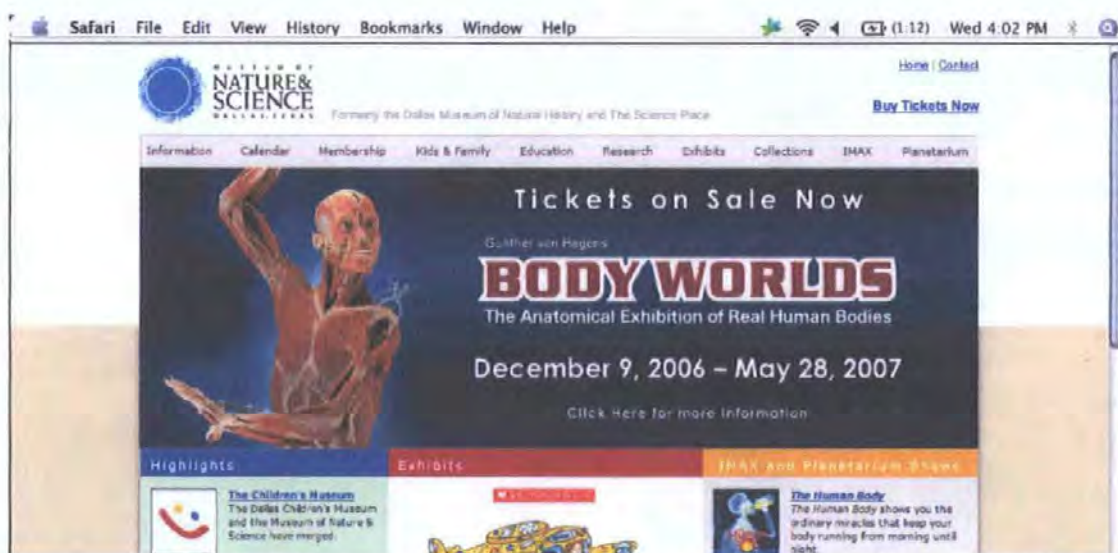 Safari File Edit View History Bookmarks Window Help (1:12) Wed 4:02 PM
Home | Contact
MUSEUM OF
NATURE &
SCIENCE
DALLAS, TEXAS
Formerly the Dallas Museum of Natural History and The Science Place
Buy Tickets Now
Information Calendar Membership Kids & Family Education Research Exhibits Collections IMAX Planetarium
Tickets on Sale Now
Gunther von Hagens
BODY WORLDS
The Anatomical Exhibition of Real Human Bodies
December 9, 2006 – May 28, 2007
Click Here for more Information
Highlights
The Children's Museum
The Dallas Children's Museum
and the Museum of Nature &
Science have merged.
Exhibits
IMAX and Planetarium Shows
The Human Body
The Human Body shows you the
ordinary miracles that keep your
body running from morning until
night.